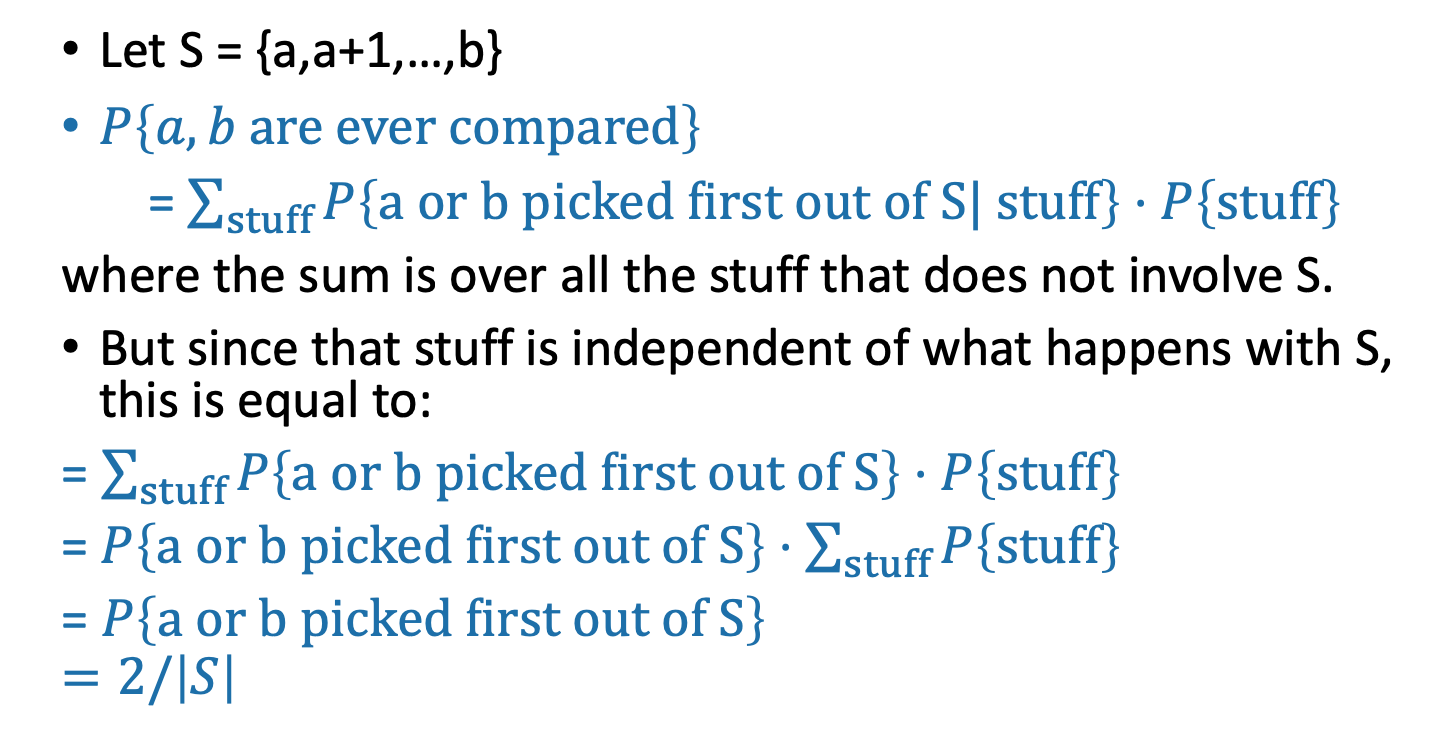 • Let S = {a,a+1,…,b}
• P{a, b are ever compared}
= ∑stuff P{a or b picked first out of S| stuff} · P{stuff}
where the sum is over all the stuff that does not involve S.
• But since that stuff is independent of what happens with S,
this is equal to:
= ∑stuff P{a or b picked first out of S} · P{stuff}
= P{a or b picked first out of S} · ∑stuff P{stuff}
= P{a or b picked first out of S}
= 2/|S|